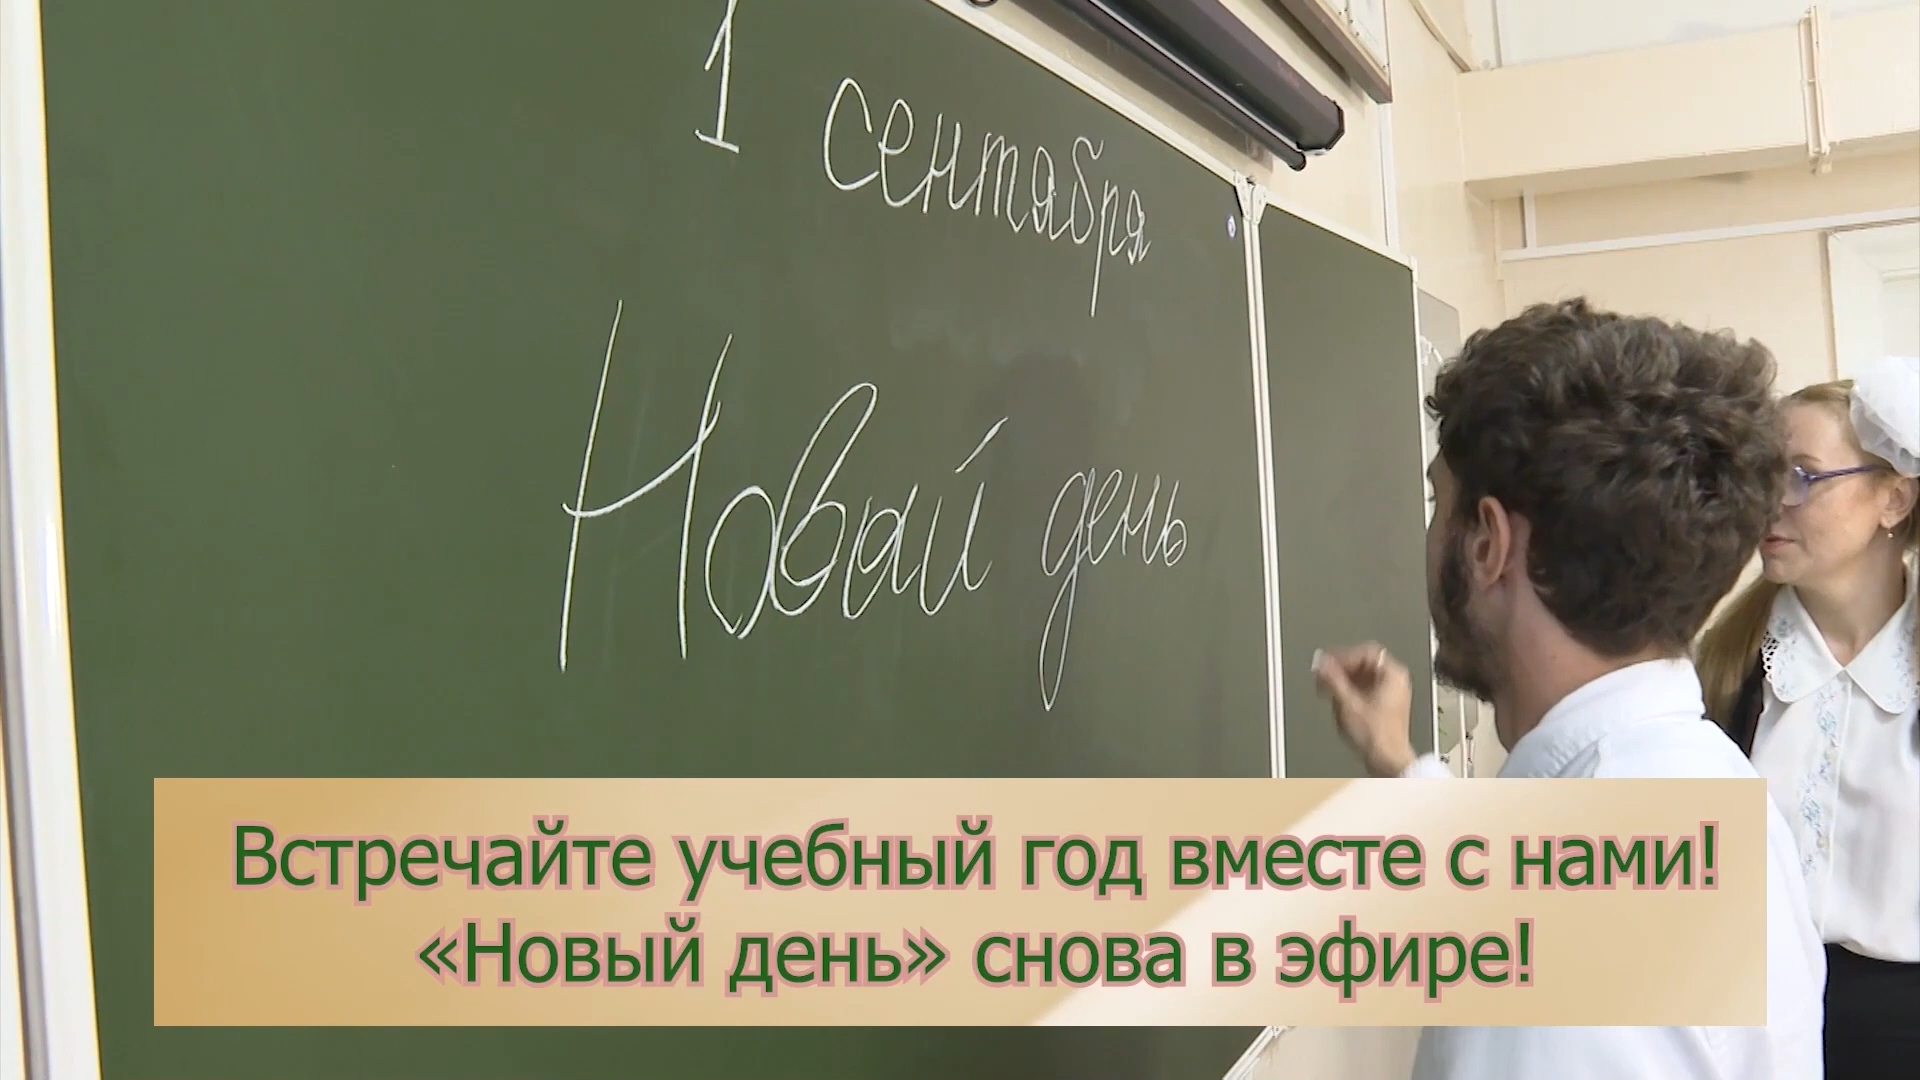 1 сентября
Новый день
Встречайте учебный год вместе с нами!
«Новый день» снова в эфире!